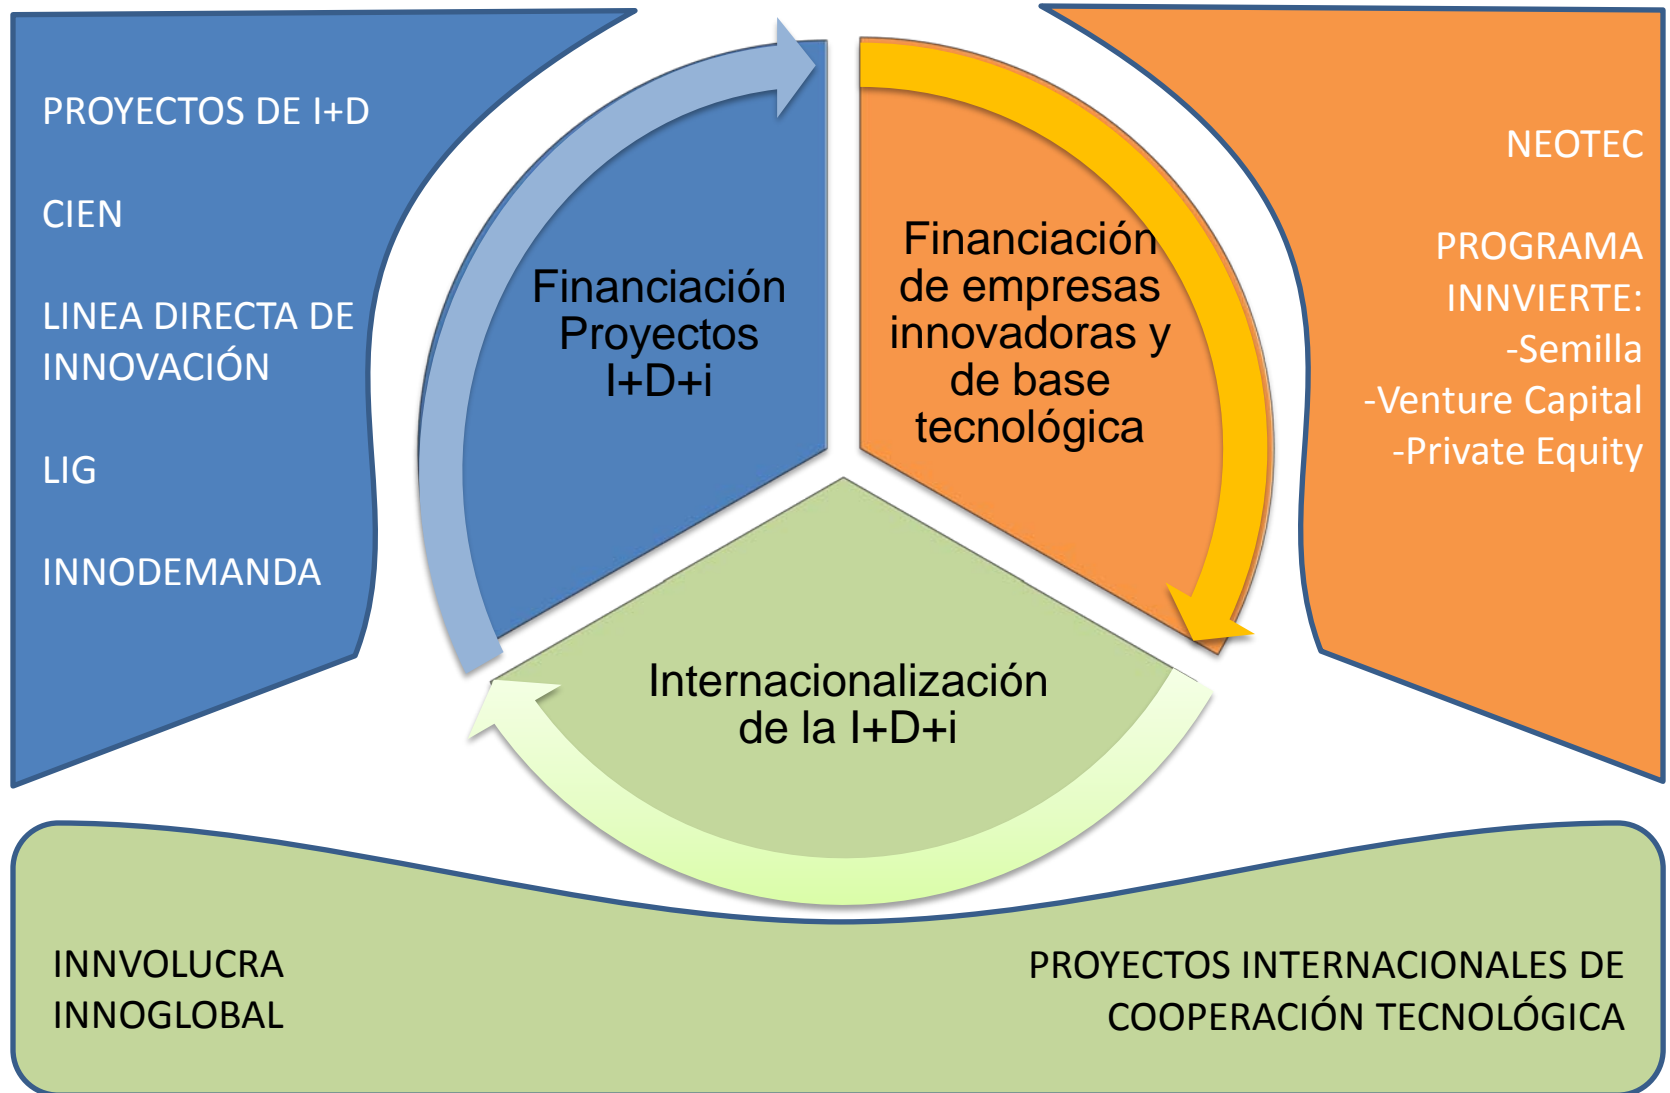 PROYECTOS DE I+D
CIEN
LINEA DIRECTA DE
INNOVACIÓN
LIG
INNODEMANDA
Financiación
Proyectos
I+D+i
Financiación
de empresas
innovadoras y
de base
tecnológica
NEOTEC
PROGRAMA
INNVIERTE:
-Semilla
-Venture Capital
-Private Equity
Internacionalización
de la I+D+i
INNVOLUCRA
INNOGLOBAL
PROYECTOS INTERNACIONALES DE
COOPERACIÓN TECNOLÓGICA